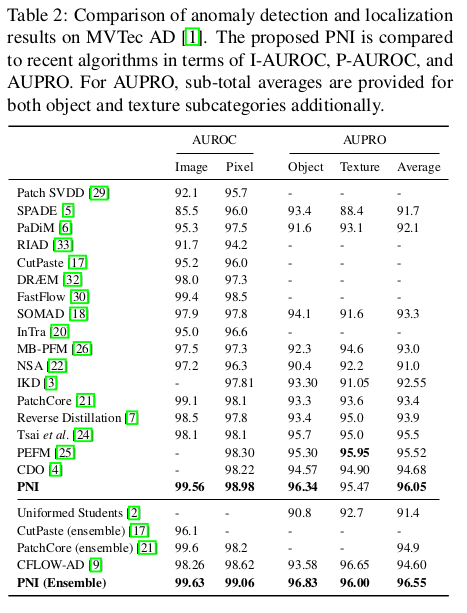 Table 2: Comparison of anomaly detection and localization
results on MVTec AD [1]. The proposed PNI is compared
to recent algorithms in terms of I-AUROC, P-AUROC, and
AUPRO. For AUPRO, sub-total averages are provided for
both object and texture subcategories additionally.
AUROC AUPRO
Image Pixel Object Texture Average
Patch SVDD [29] 92.1 95.7 - - -
SPADE [5] 85.5 96.0 93.4 88.4 91.7
PaDiM [6] 95.3 97.5 91.6 93.1 92.1
RIAD [33] 91.7 94.2 - - -
CutPaste [17] 95.2 96.0 - - -
DRÆM [32] 98.0 97.3 - - -
FastFlow [30] 99.4 98.5 - - -
SOMAD [18] 97.9 97.8 94.1 91.6 93.3
InTra [20] 95.0 96.6 - - -
MB-PFM [26] 97.5 97.3 92.3 94.6 93.0
NSA [22] 97.2 96.3 90.4 92.2 91.0
IKD [3] - 97.81 93.30 91.05 92.55
PatchCore [21] 99.1 98.1 93.3 93.6 93.4
Reverse Distillation [7] 98.5 97.8 93.4 95.0 93.9
Tsai et al. [24] 98.1 98.1 95.7 95.0 95.5
PEFM [25] - 98.30 95.30 15.95 95.52
CDO [4] - 98.22 94.57 94.90 94.68
PNI 99.56 98.98 96.34 95.47 96.05
Uniformed Students [2] - - 90.8 92.7 91.4
CutPaste (ensemble) [17] 96.1 - - - -
PatchCore (ensemble) [21] 99.6 98.2 - - 94.9
CFLOW-AD [9] 98.26 98.62 93.58 96.65 94.60
PNI (Ensemble) 99.63 99.06 96.83 96.00 96.55